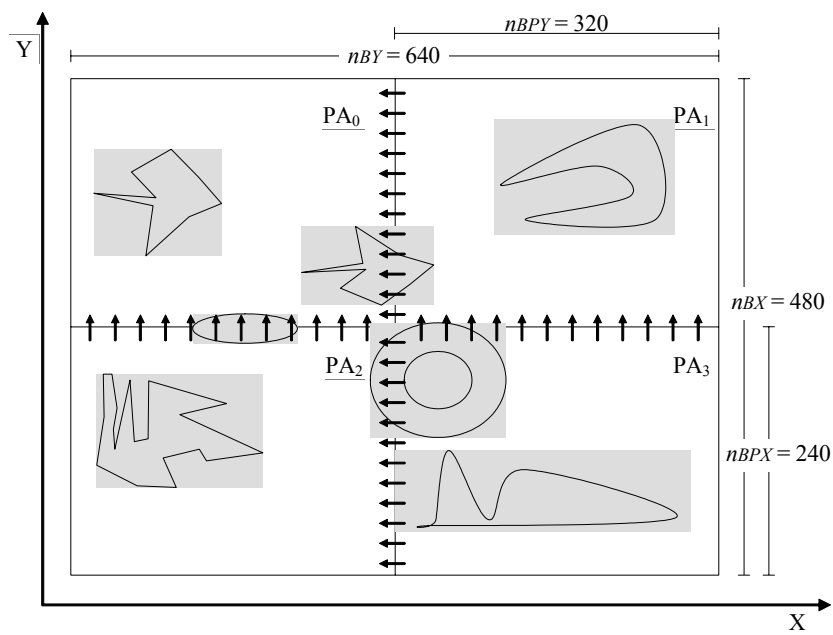 nBPY = 320
Y
nBY = 640
PA₀
PA₁
nBX = 480
PA₂
PA₃
nBPX = 240
X